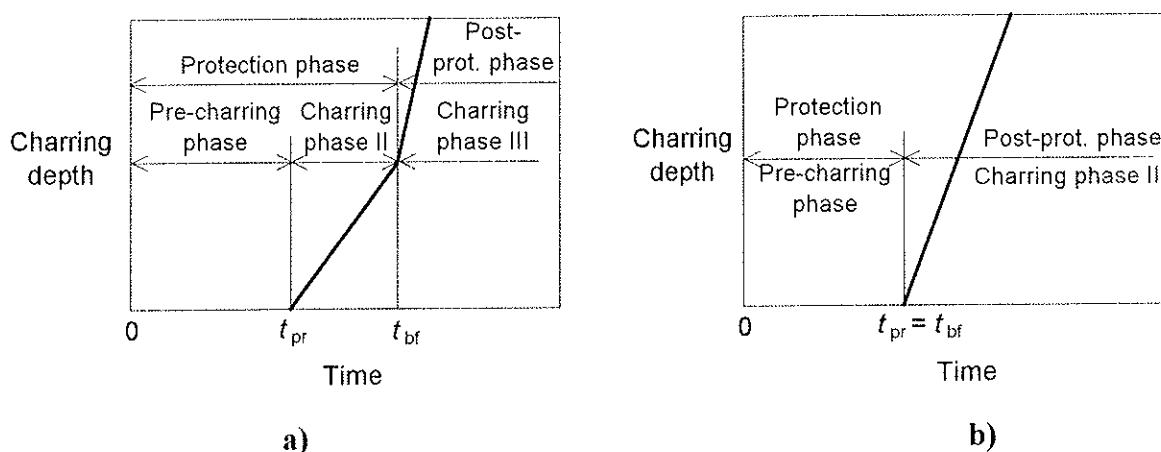 Post-
prot. phase
Protection phase
Pre-charring
phase
Charring
phase II
Charring
phase III
Charring
depth
0
t pr
t bf
Time
a)
Protection
phase
Post-prot. phase
Charring
depth
Pre-charring
phase
Charring phase II
0
t pr = t bf
Time
b)